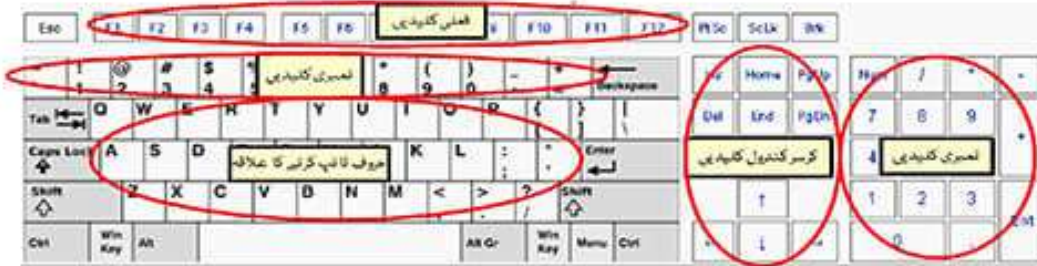 Esc F1 F2 F3 F4 F5 F6 فعلی کلیدیں F10 F11 F12 PtSc ScLk Brk
! @ # $ نمبری کلیدیں * ( ) _ Home PgUp Num / * -
1 2 3 4 8 9 0 Backspace
Tab Q W E R T Y U I O P { } | Del End PgDn 7 8 9 +
Caps Lock A S D حروف ٹائپ کرنے کا علاقہ K L : ; Enter کرسر کنٹرول کلیدیں 4 نمبری کلیدیں
Shift Z X C V B N M < > ? / Shift ↑ 1 2 3
Ctrl Win Key Alt Alt Gr Win Key Menu Ctrl ← ↓ → 0 . Ent